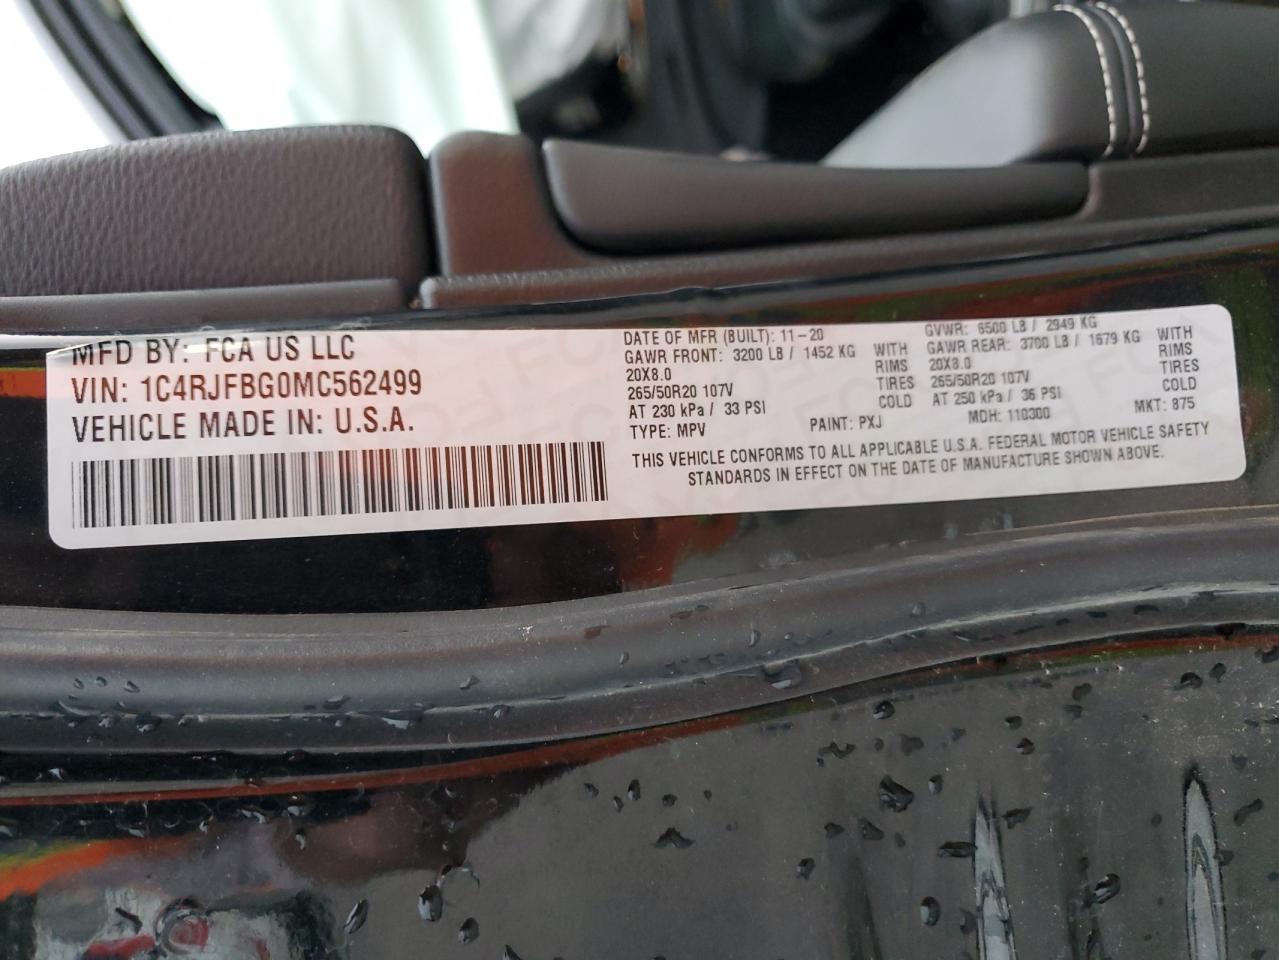 MFD BY: FCA US LLC
VIN: 1C4RJFBG0MC562499
VEHICLE MADE IN: U.S.A.
DATE OF MFR (BUILT): 11-20
GAWR FRONT: 3200 LB / 1452 KG WITH
20X8.0 RIMS
265/50R20 107V TIRES
AT 230 kPa / 33 PSI COLD
TYPE: MPV PAINT: PXJ
GVWR: 6500 LB / 2949 KG
GAWR REAR: 3700 LB / 1679 KG WITH
20X8.0 RIMS
265/50R20 107V TIRES
AT 250 kPa / 36 PSI COLD
MDH: 110300 MKT: 875
THIS VEHICLE CONFORMS TO ALL APPLICABLE U.S.A. FEDERAL MOTOR VEHICLE SAFETY
STANDARDS IN EFFECT ON THE DATE OF MANUFACTURE SHOWN ABOVE.